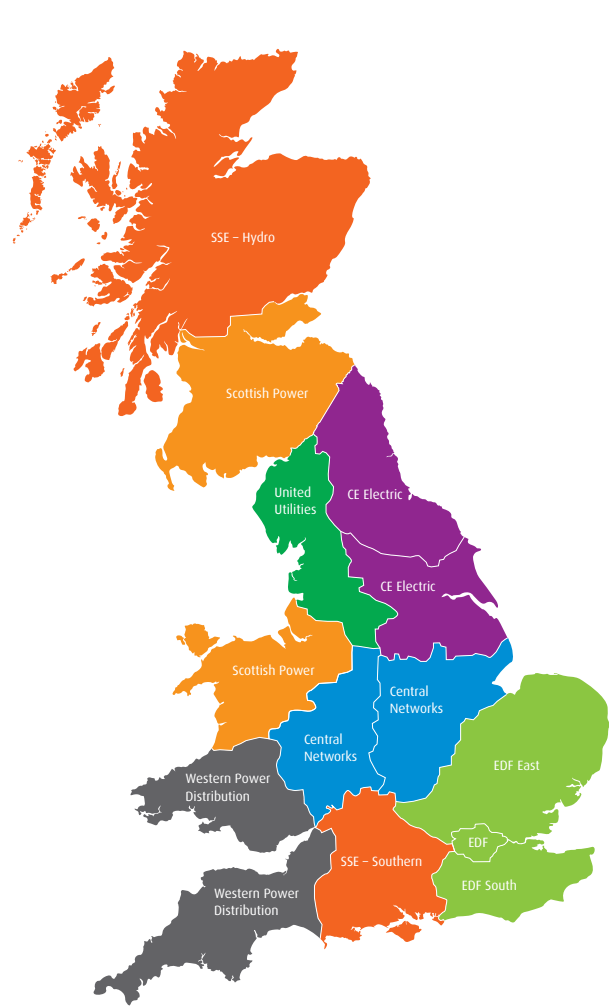 SSE – Hydro
Scottish Power
United
Utilities
CE Electric
CE Electric
Scottish Power
Central
Networks
Central
Networks
EDF East
Western Power
Distribution
EDF
SSE – Southern
EDF South
Western Power
Distribution